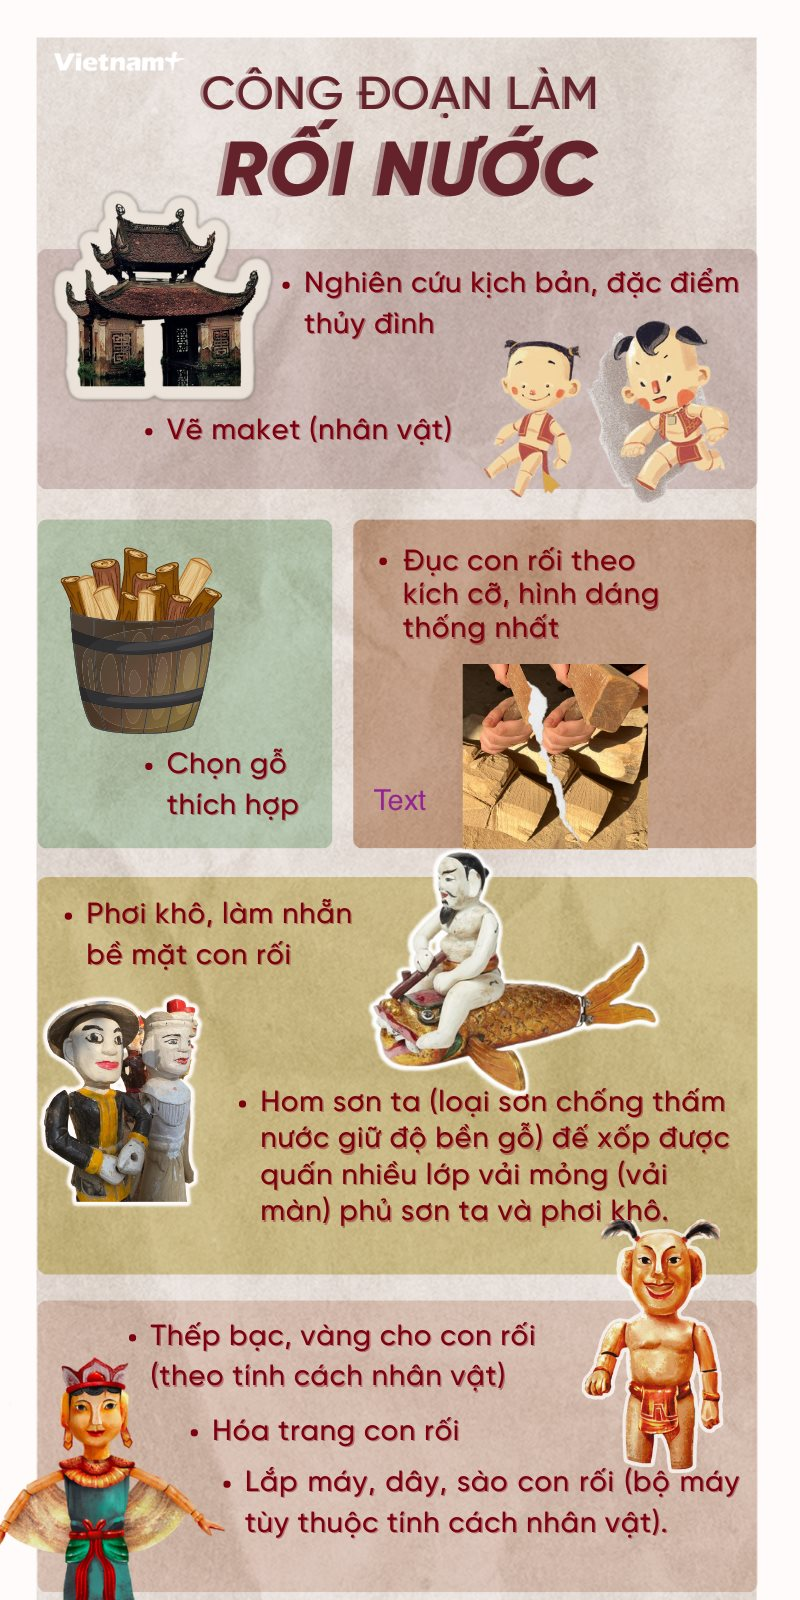 Vietnam+
CÔNG ĐOẠN LÀM
RỐI NƯỚC
• Nghiên cứu kịch bản, đặc điểm
thủy đình
• Vẽ maket (nhân vật)
• Đục con rối theo
kích cỡ, hình dáng
thống nhất
• Chọn gỗ
thích hợp
Text
• Phơi khô, làm nhẵn
bề mặt con rối
• Hom sơn ta (loại sơn chống thấm
nước giữ độ bền gỗ) đế xốp được
quấn nhiều lớp vải mỏng (vải
màn) phủ sơn ta và phơi khô.
• Thếp bạc, vàng cho con rối
(theo tính cách nhân vật)
• Hóa trang con rối
• Lắp máy, dây, sào con rối (bộ máy
tùy thuộc tính cách nhân vật).